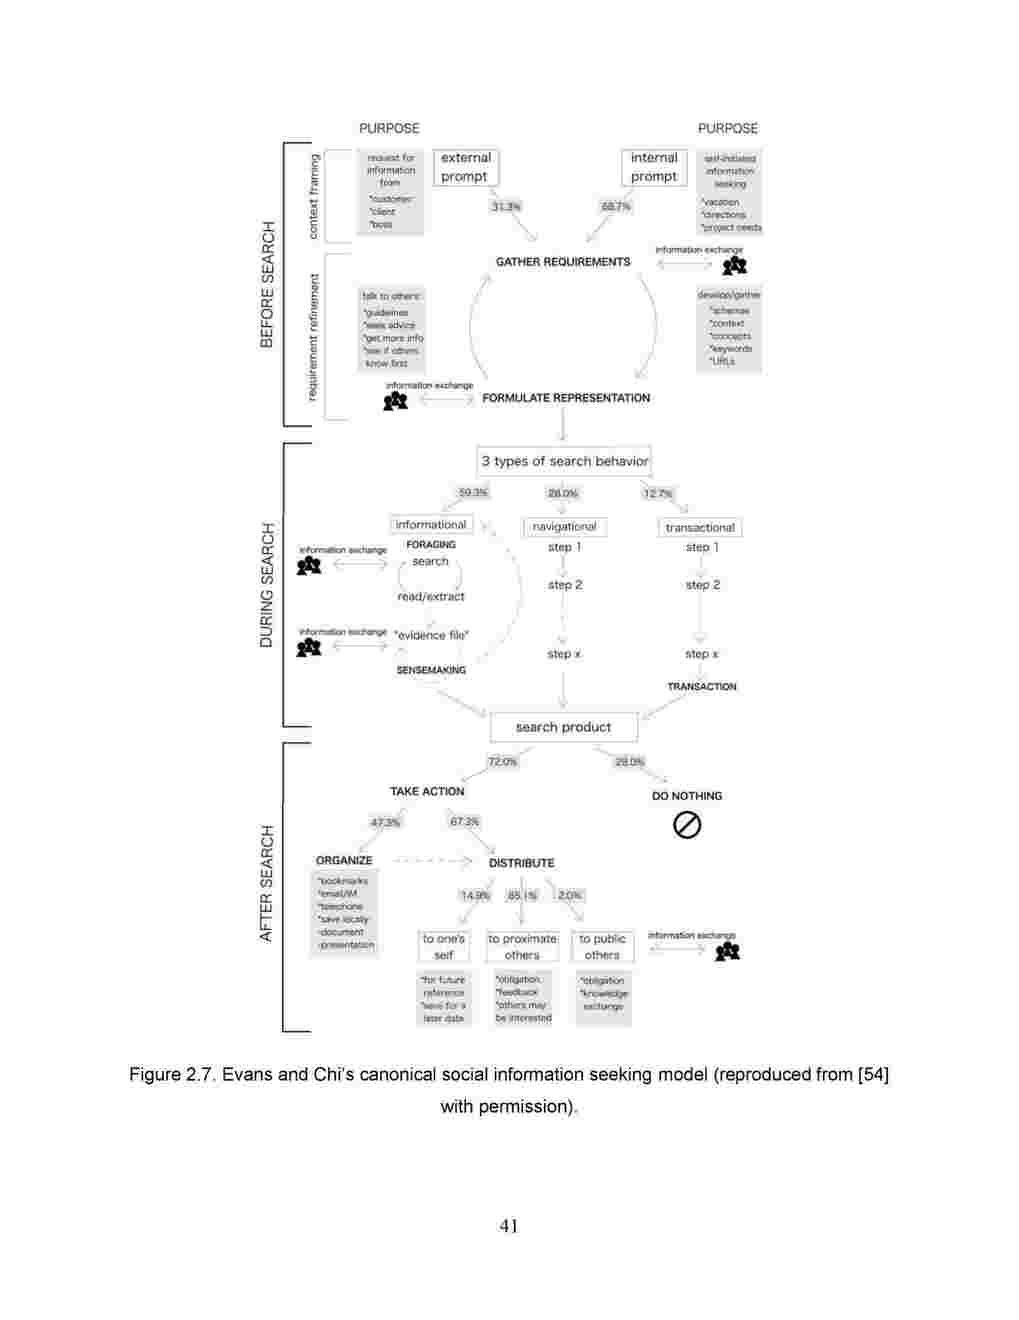 PURPOSE
PURPOSE
BEFORE SEARCH
context framing
request for
information
from
*customer
*client
*boss
external
prompt
internal
prompt
self-initiated
information
seeking
*vacation
*directions
*project needs
31.3%
68.7%
GATHER REQUIREMENTS
information exchange
requirement refinement
talk to others:
*guidelines
*seek advice
*get more info
*see if others
know first
develop/gather
*schemas
*context
*concepts
*keywords
*URLs
information exchange
FORMULATE REPRESENTATION
DURING SEARCH
3 types of search behavior
59.3%
28.0%
12.7%
informational
navigational
transactional
FORAGING
step 1
step 1
information exchange
search
step 2
step 2
read/extract
information exchange
"evidence file"
step x
step x
SENSEMAKING
TRANSACTION
search product
AFTER SEARCH
72.0%
28.0%
TAKE ACTION
DO NOTHING
47.3%
67.3%
ORGANIZE
DISTRIBUTE
*bookmarks
*email/IM
*telephone
*save locally
-document
-presentation
14.9%
85.1%
2.0%
to one's
self
to proximate
others
to public
others
information exchange
*for future
reference
*save for a
later date
*obligation
*feedback
*others may
be interested
*obligation
*knowledge
exchange
Figure 2.7. Evans and Chi's canonical social information seeking model (reproduced from [54]
with permission).
41